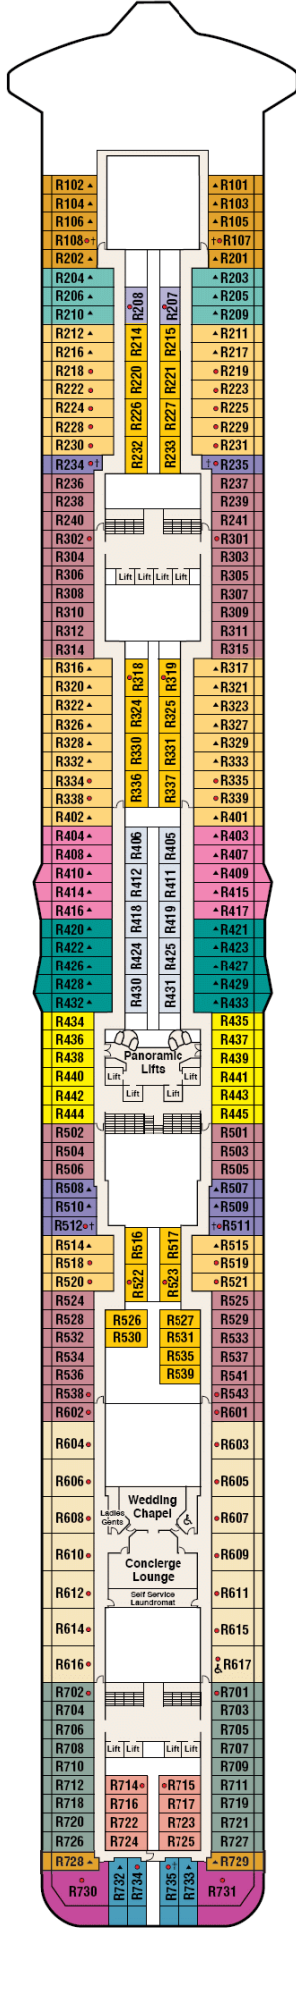 R102 R101
R104 R103
R106 R105
R108 † † R107
R202 R201
R204 R203
R206 R208 R207 R205
R210 R209
R212 R214 R215 R211
R216 R217
R218 R220 R221 R219
R222 R223
R224 R226 R227 R225
R228 R229
R230 R232 R233 R231
R234 † † R235
R236 R237
R238 R239
R240 R241
R302 R301
R304 R303
R306 Lift Lift Lift Lift R305
R308 R307
R310 R309
R312 R311
R314 R315
R316 R318 R319 R317
R320 R321
R322 R324 R325 R323
R326 R327
R328 R330 R331 R329
R332 R333
R334 R336 R337 R335
R338 R339
R402 R401
R404 R406 R405 R403
R408 R407
R410 R412 R411 R409
R414 R415
R416 R418 R419 R417
R420 R421
R422 R424 R425 R423
R426 R427
R428 R430 R431 R429
R432 R433
R434 R435
R436 Panoramic R437
R438 Lifts R439
R440 Lift Lift R441
R442 Lift Lift R443
R444 R445
R502 R501
R504 R503
R506 R505
R508 R507
R510 R509
R512 † † R511
R514 R516 R517 R515
R518 R519
R520 R522 R523 R521
R524 R525
R528 R526 R527 R529
R532 R530 R531 R533
R534 R535 R537
R536 R539 R541
R538 R543
R602 R601
R604 R603
R606 R605
Wedding
R608 Ladies Chapel R607
Gents
R610 Concierge R609
Lounge
R612 Self Service R611
Laundromat
R614 R615
R616 R617
R702 R701
R704 R703
R706 R705
R708 Lift Lift Lift Lift R707
R710 R709
R712 R714 R715 R711
R718 R716 R717 R719
R720 R722 R723 R721
R726 R724 R725 R727
R728 R729
R730 R732 R734 R735 † R733 R731